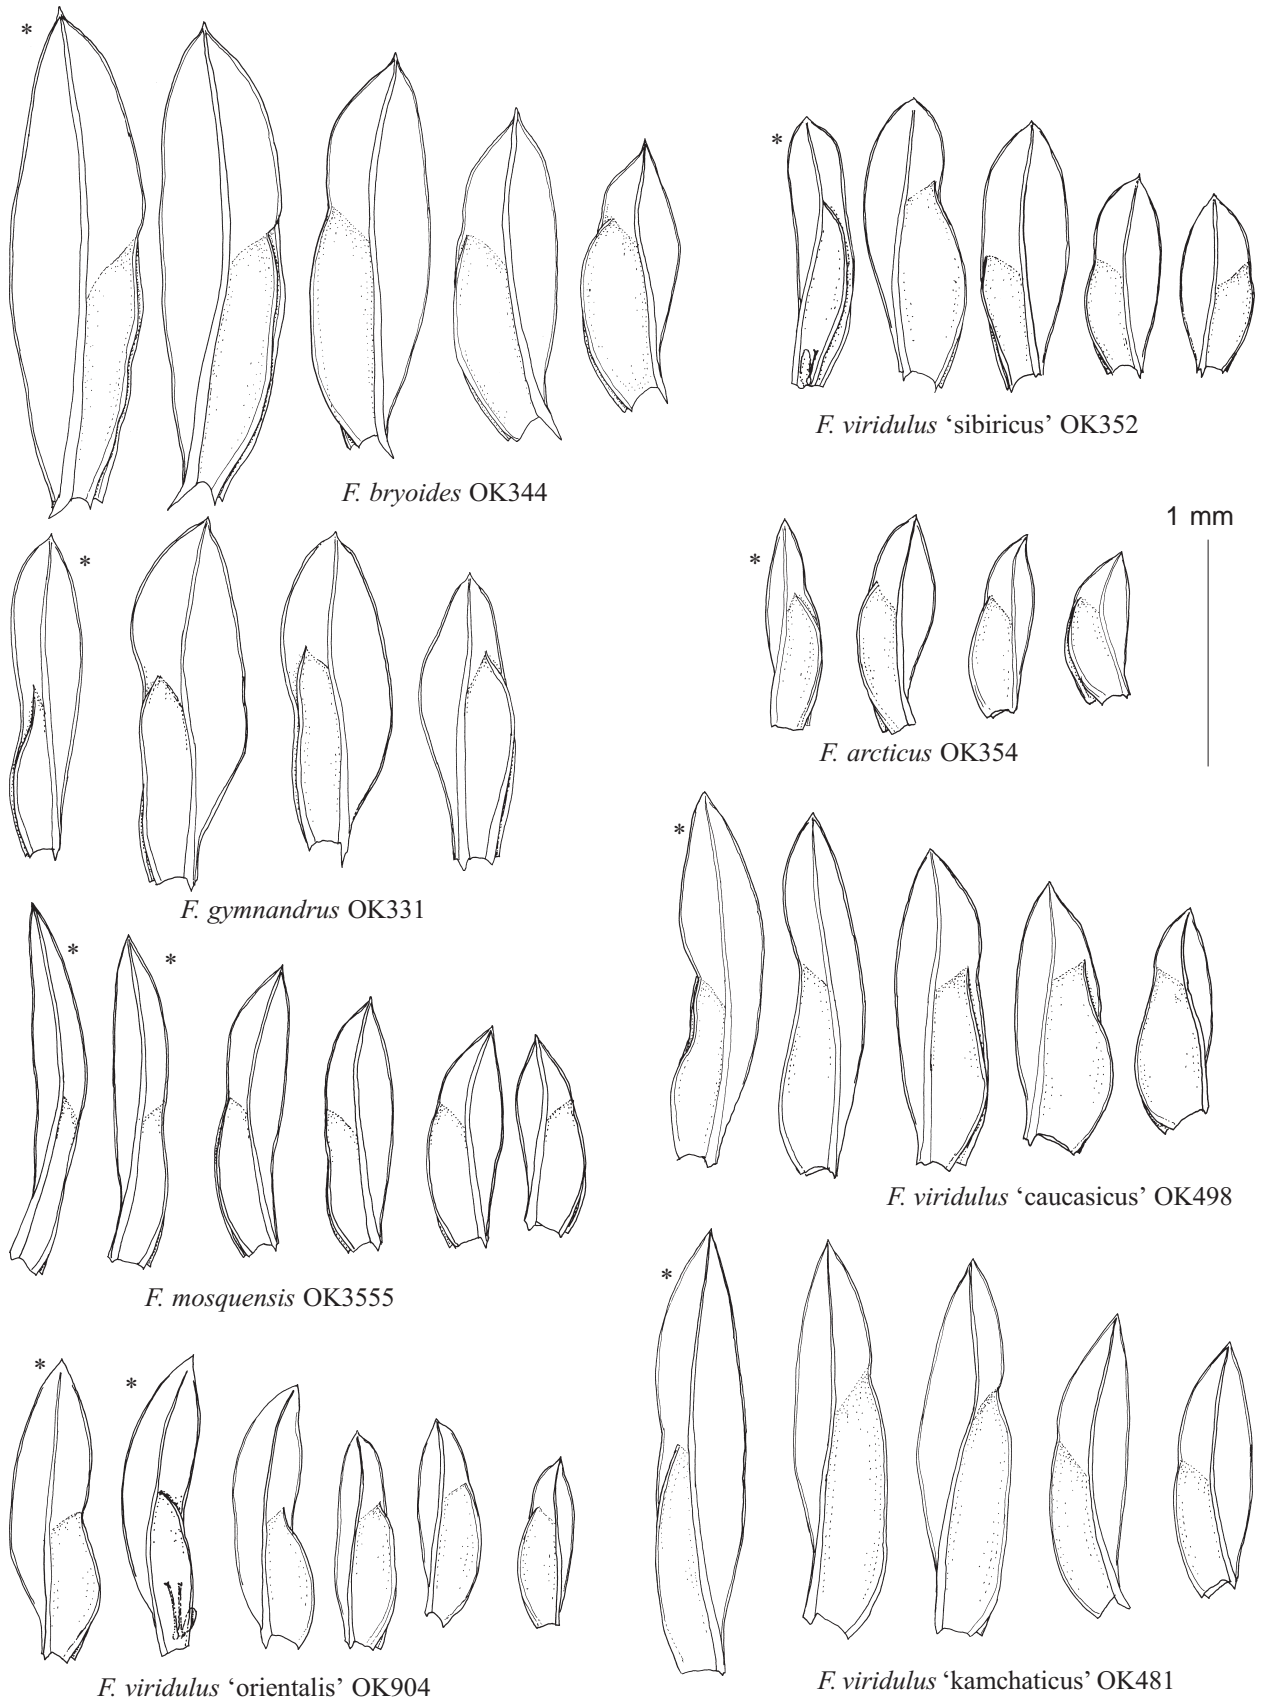 *
*
F. viridulus ‘sibiricus’ OK352
F. bryoides OK344
1 mm
*
*
F. arcticus OK354
*
F. gymnandrus OK331
*
*
F. viridulus ‘caucasicus’ OK498
*
F. mosquensis OK3555
*
*
F. viridulus ‘kamchaticus’ OK481
F. viridulus ‘orientalis’ OK904